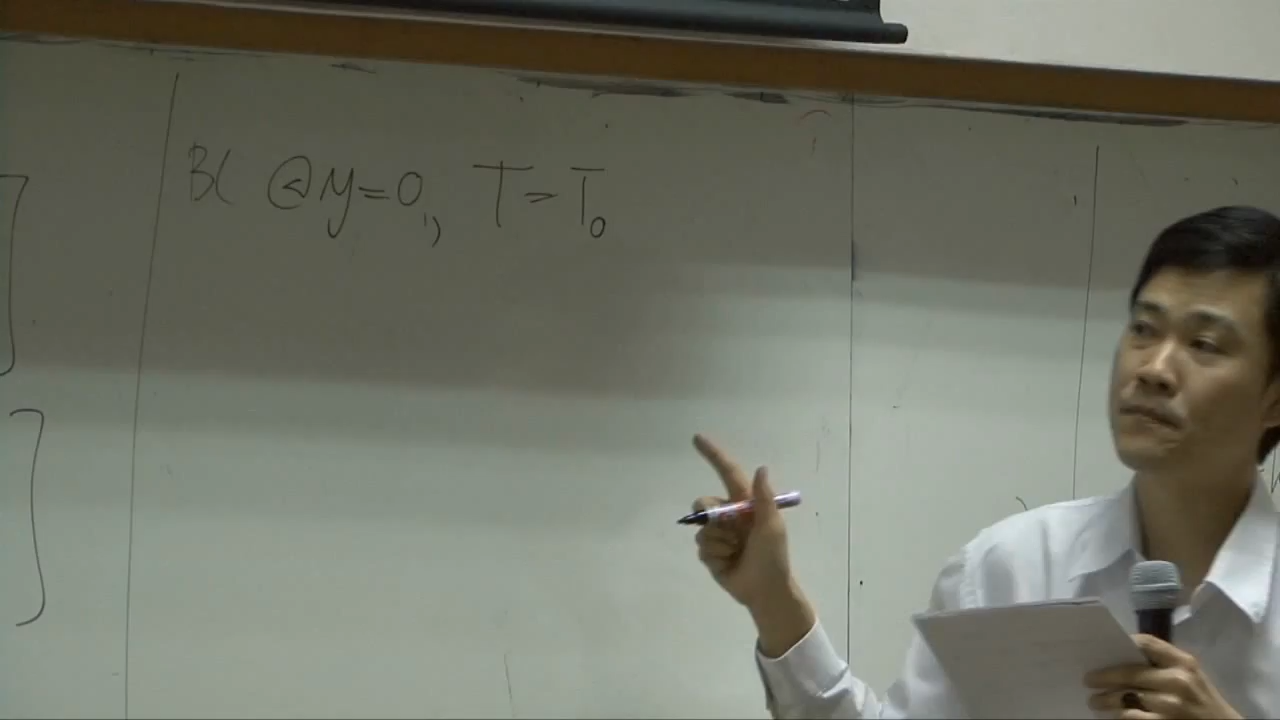 BC @ y=0, T=T₀